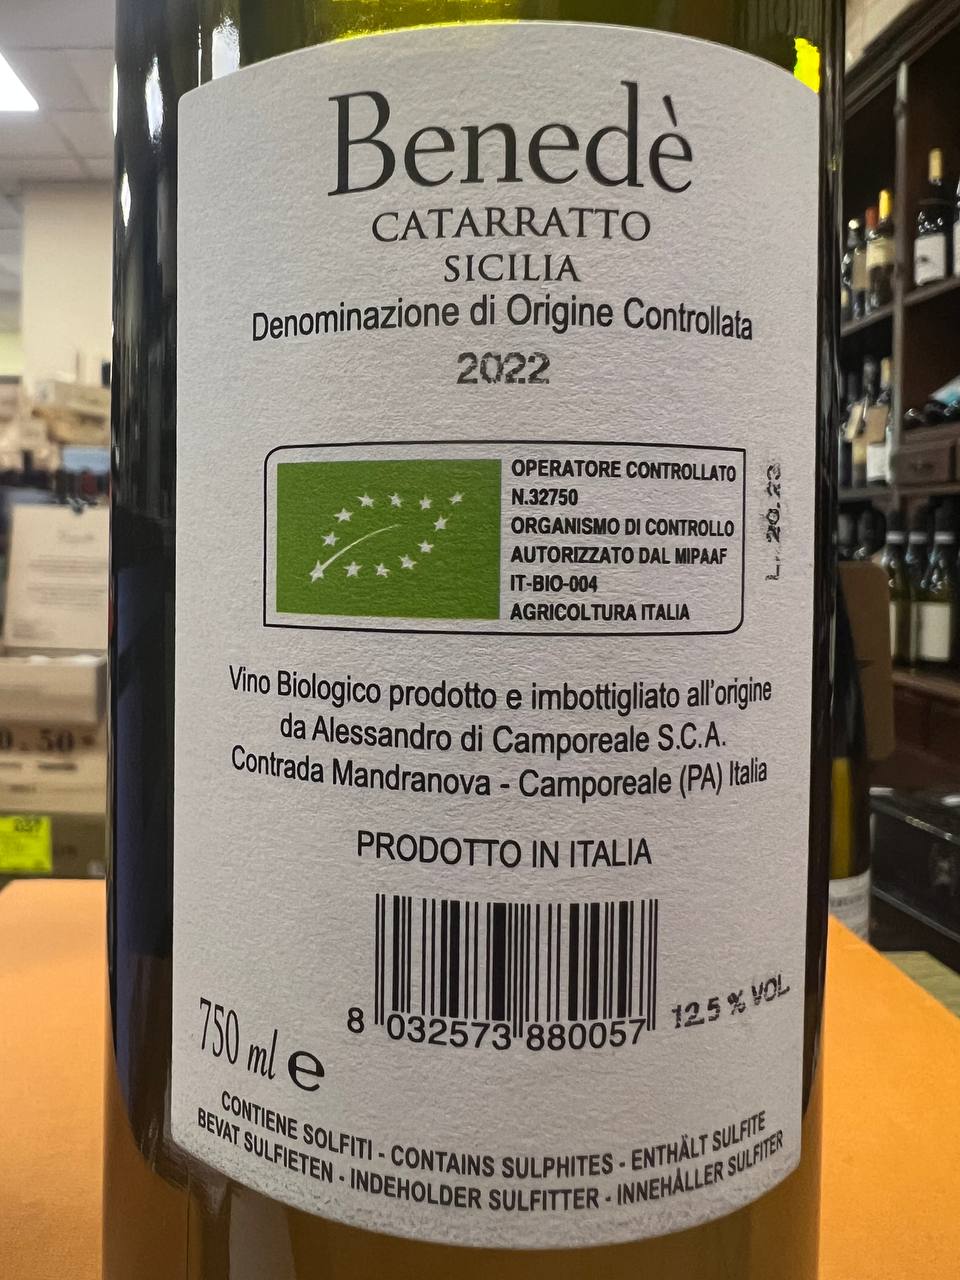 Benedè
CATARRATTO
SICILIA
Denominazione di Origine Controllata
2022
OPERATORE CONTROLLATO
N.32750
ORGANISMO DI CONTROLLO
AUTORIZZATO DAL MIPAAF
IT-BIO-004
AGRICOLTURA ITALIA
L. 20.23
Vino Biologico prodotto e imbottigliato all'origine
da Alessandro di Camporeale S.C.A.
Contrada Mandranova - Camporeale (PA) Italia
PRODOTTO IN ITALIA
8 032573 880057
12.5 % VOL
750 ml e
CONTIENE SOLFITI - CONTAINS SULPHITES - ENTHÄLT SULFITE
BEVAT SULFIETEN - INDEHOLDER SULFITTER - INNEHÅLLER SULFITER